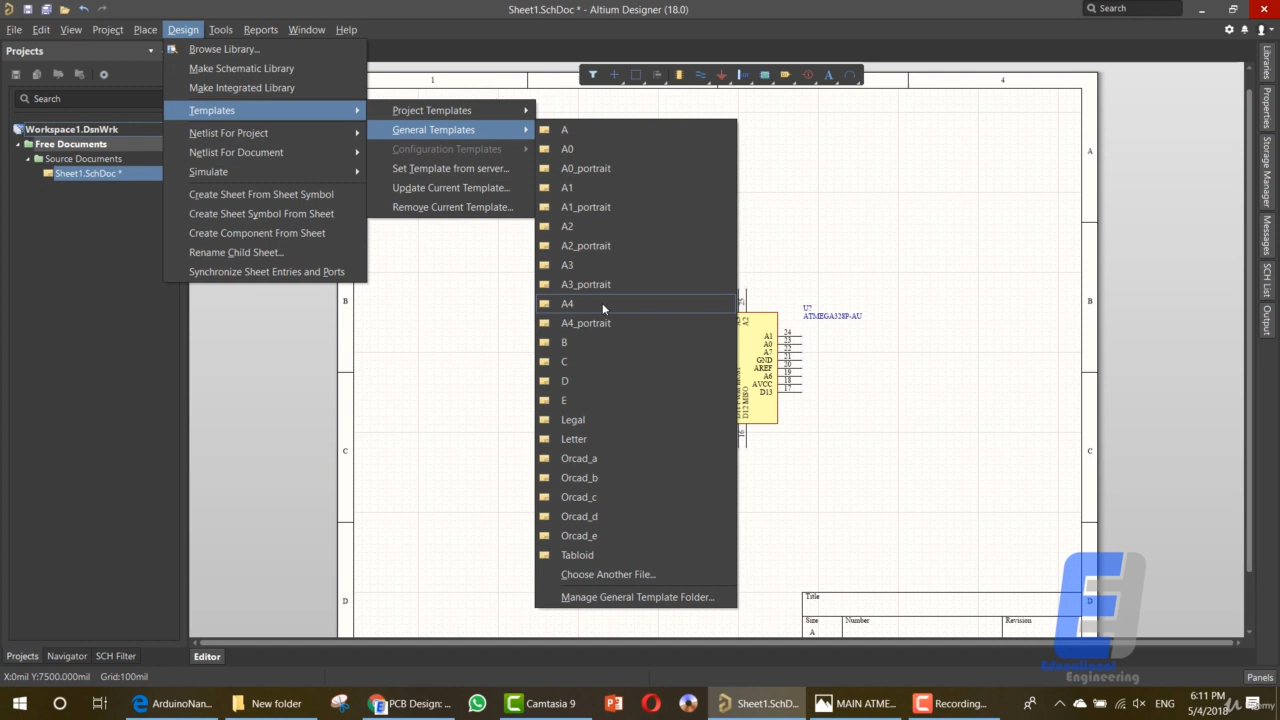 Sheet1.SchDoc * - Altium Designer (18.0)
Search
File Edit View Project Place Design Tools Reports Window Help
Projects
Search
Workspace1.DsnWrk
Free Documents
Source Documents
Sheet1.SchDoc *
Browse Library...
Make Schematic Library
Make Integrated Library
Templates
Netlist For Project
Netlist For Document
Simulate
Create Sheet From Sheet Symbol
Create Sheet Symbol From Sheet
Create Component From Sheet
Rename Child Sheet...
Synchronize Sheet Entries and Ports
Project Templates
General Templates
Configuration Templates
Set Template from server...
Update Current Template...
Remove Current Template...
A
A0
A0_portrait
A1
A1_portrait
A2
A2_portrait
A3
A3_portrait
A4
A4_portrait
B
C
D
E
Legal
Letter
Orcad_a
Orcad_b
Orcad_c
Orcad_d
Orcad_e
Tabloid
Choose Another File...
Manage General Template Folder...
1
4
A
B
B
C
C
D
D
25
A2
U?
ATMEGA328P-AU
A1 24
A0 23
A7 22
GND 21
AREF 20
A6 19
AVCC 18
D13 17
D12 MISO
16
Title
Size
Number
Revision
A
Libraries
Properties
Storage Manager
Messages
SCH List
Output
Educational
Engineering
Projects Navigator SCH Filter
Editor
X:0mil Y:7500.000mil Grid:100mil
Panels
ArduinoNan...
New folder
PCB Design:...
Camtasia 9
Sheet1.SchD...
MAIN ATME...
Recording...
6:11 PM
5/4/2018